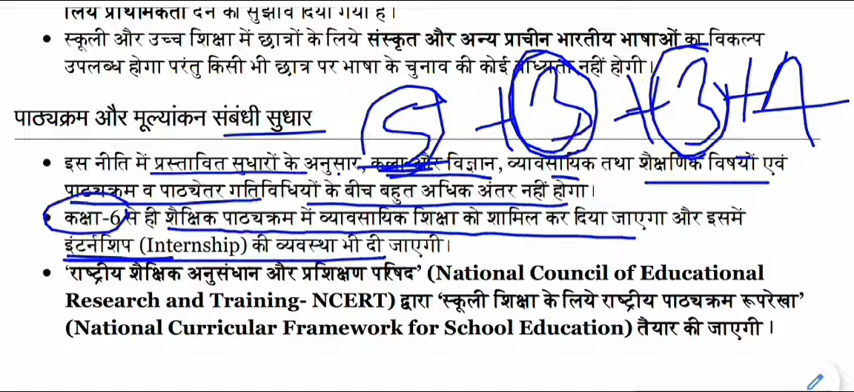 लिये प्राथमिकता देने का सुझाव दिया गया है।
• स्कूली और उच्च शिक्षा में छात्रों के लिये संस्कृत और अन्य प्राचीन भारतीय भाषाओं का विकल्प
उपलब्ध होगा परंतु किसी भी छात्र पर भाषा के चुनाव की कोई बाध्यता नहीं होगी।
5 + 3 + 3 + 4
पाठ्यक्रम और मूल्यांकन संबंधी सुधार
• इस नीति में प्रस्तावित सुधारों के अनुसार, कला और विज्ञान, व्यावसायिक तथा शैक्षणिक विषयों एवं
पाठ्यक्रम व पाठ्येतर गतिविधियों के बीच बहुत अधिक अंतर नहीं होगा।
• कक्षा-6 से ही शैक्षिक पाठ्यक्रम में व्यावसायिक शिक्षा को शामिल कर दिया जाएगा और इसमें
इंटर्नशिप (Internship) की व्यवस्था भी दी जाएगी।
• 'राष्ट्रीय शैक्षिक अनुसंधान और प्रशिक्षण परिषद' (National Council of Educational
Research and Training- NCERT) द्वारा 'स्कूली शिक्षा के लिये राष्ट्रीय पाठ्यक्रम रूपरेखा'
(National Curricular Framework for School Education) तैयार की जाएगी।